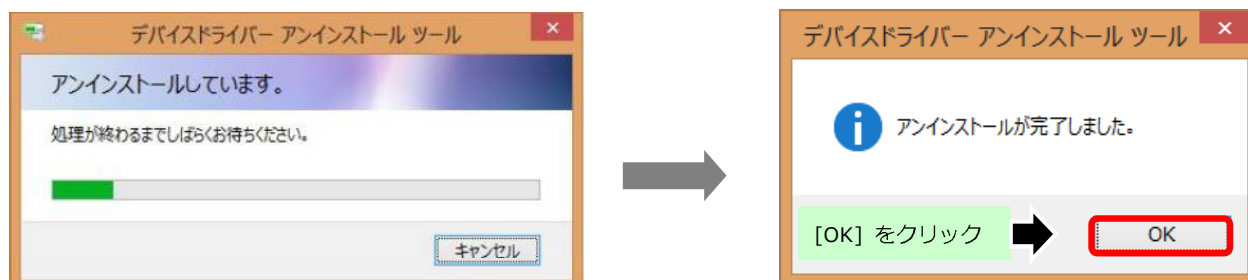 デバイスドライバー アンインストール ツール
アンインストールしています。
処理が終わるまでしばらくお待ちください。
キャンセル
デバイスドライバー アンインストール ツール
アンインストールが完了しました。
[OK] をクリック
OK